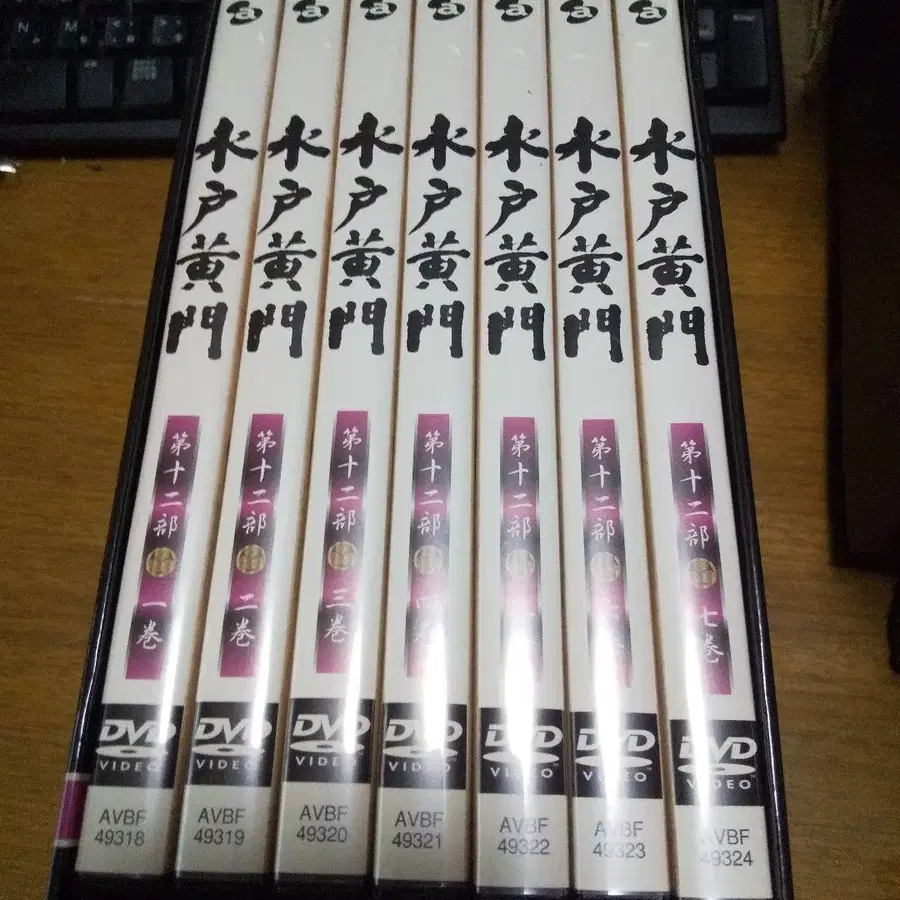 N
M
Enter
a
水戸黄門
第十二部
一巻
DVD
VIDEO
AVBF
49318
a
水戸黄門
第十二部
二巻
DVD
VIDEO
AVBF
49319
a
水戸黄門
第十二部
三巻
DVD
VIDEO
AVBF
49320
a
水戸黄門
第十二部
四巻
DVD
VIDEO
AVBF
49321
a
水戸黄門
第十二部
DVD
VIDEO
AVBF
49322
a
水戸黄門
第十二部
巻
DVD
VIDEO
AVBF
49323
a
水戸黄門
第十二部
七巻
DVD
VIDEO
AVBF
49324